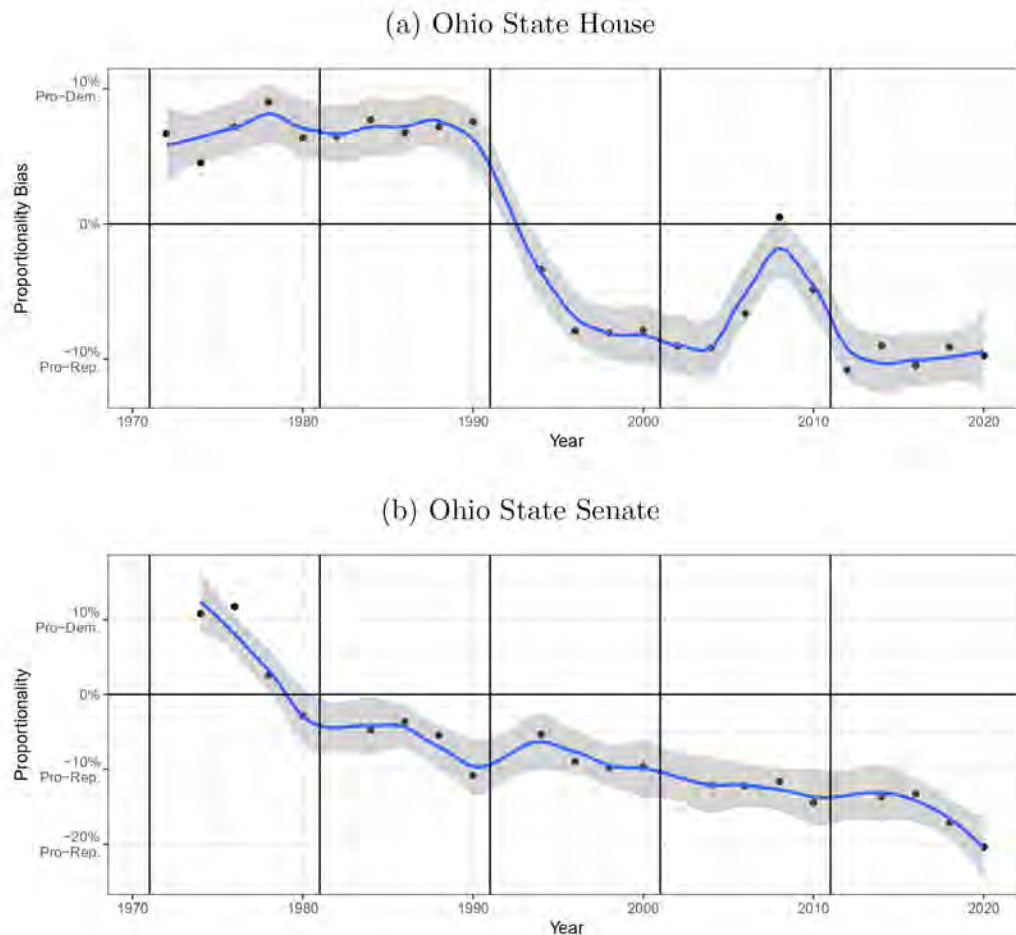 (a) Ohio State House
10%
Pro−Dem.
0%
−10%
Pro−Rep.
Proportionality Bias
1970
1980
1990
2000
2010
2020
Year
(b) Ohio State Senate
10%
Pro−Dem.
0%
−10%
Pro−Rep.
−20%
Pro−Rep.
Proportionality
1970
1980
1990
2000
2010
2020
Year